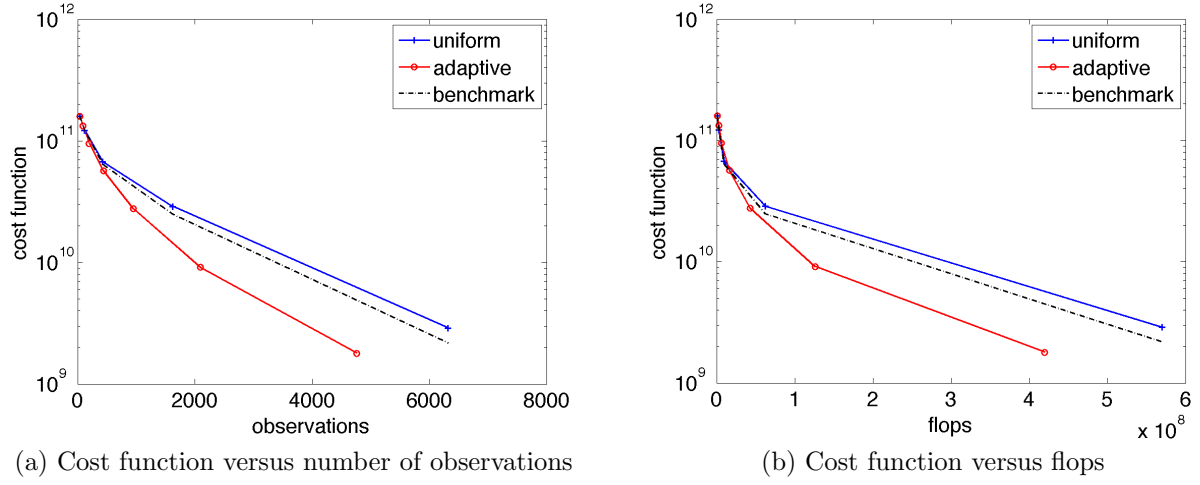 10^12
10^11
10^10
10^9
cost function
0 2000 4000 6000 8000
observations
uniform
adaptive
benchmark
(a) Cost function versus number of observations
10^12
10^11
10^10
10^9
cost function
0 1 2 3 4 5 6
flops
x 10^8
uniform
adaptive
benchmark
(b) Cost function versus flops